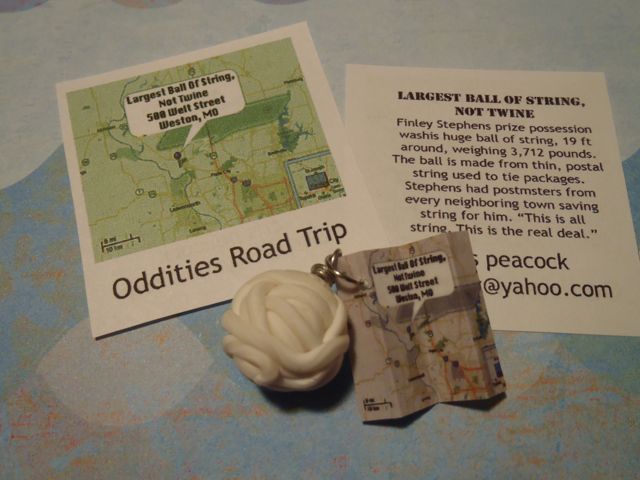 Largest Ball Of String,
Not Twine
500 Welt Street
Weston, MO
Oddities Road Trip
LARGEST BALL OF STRING,
NOT TWINE
Finley Stephens prize possession
washis huge ball of string, 19 ft
around, weighing 3,712 pounds.
The ball is made from thin, postal
string used to tie packages.
Stephens had postmsters from
every neighboring town saving
string for him. "This is all
string. This is the real deal."
s peacock
@yahoo.com
Largest Ball Of String,
Not Twine
500 Welt Street
Weston, MO